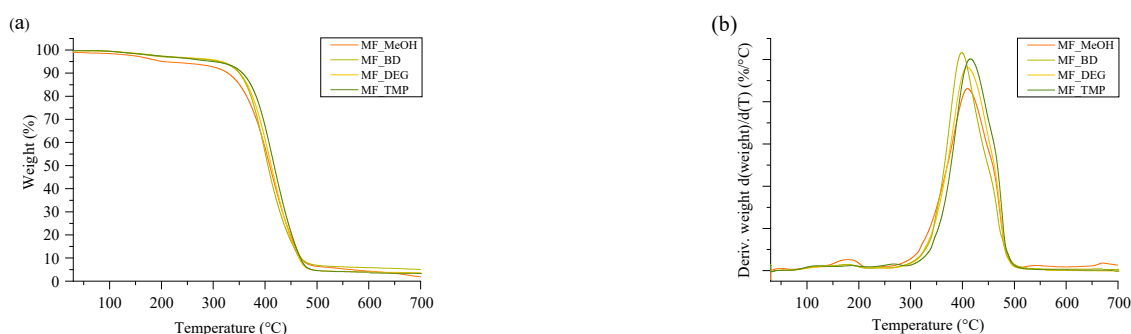 (a)
100
90
80
70
60
50
40
30
20
10
0
Weight (%)
100 200 300 400 500 600 700
Temperature (°C)
MF_MeOH
MF_BD
MF_DEG
MF_TMP
(b)
Deriv. weight d(weight)/d(T) (%/°C)
100 200 300 400 500 600 700
Temperature (°C)
MF_MeOH
MF_BD
MF_DEG
MF_TMP